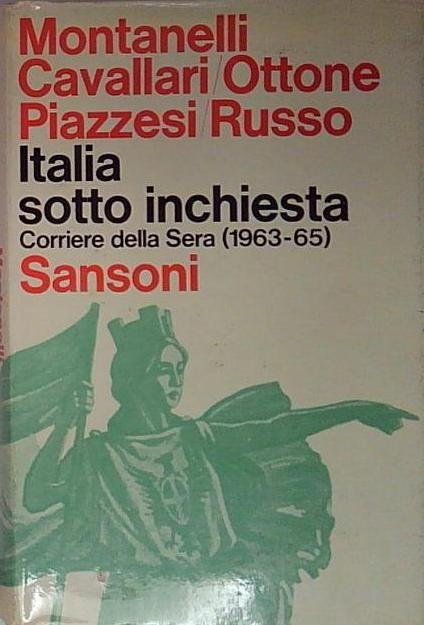 Montanelli
Cavallari/Ottone
Piazzesi/Russo
Italia
sotto inchiesta
Corriere della Sera (1963-65)
Sansoni